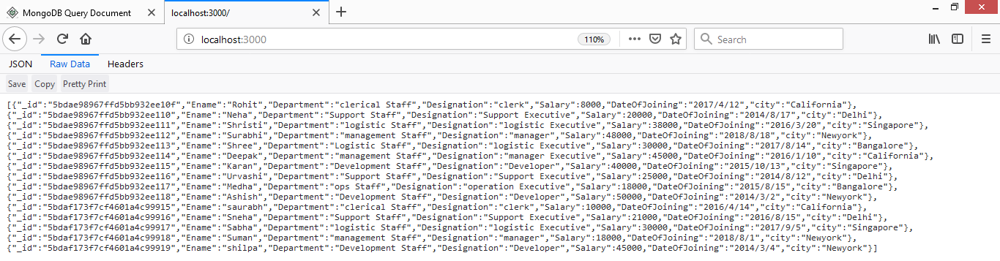 MongoDB Query Document
localhost:3000/
localhost:3000
110%
Search
JSON Raw Data Headers
Save Copy Pretty Print
[{"_id":"5bdae98967ffd5bb932ee10f","Ename":"Rohit","Department":"clerical Staff","Designation":"clerk","Salary":8000,"DateOfJoining":"2017/4/12","city":"California"},
{"_id":"5bdae98967ffd5bb932ee110","Ename":"Neha","Department":"Support Staff","Designation":"Support Executive","Salary":20000,"DateOfJoining":"2014/8/17","city":"Delhi"},
{"_id":"5bdae98967ffd5bb932ee111","Ename":"Shristi","Department":"logistic Staff","Designation":"logistic Executive","Salary":38000,"DateOfJoining":"2016/3/20","city":"Singapore"},
{"_id":"5bdae98967ffd5bb932ee112","Ename":"Surabhi","Department":"management Staff","Designation":"manager","Salary":48000,"DateOfJoining":"2018/8/18","city":"Newyork"},
{"_id":"5bdae98967ffd5bb932ee113","Ename":"Shree","Department":"Logistic Staff","Designation":"logistic Executive","Salary":30000,"DateOfJoining":"2017/8/14","city":"Bangalore"},
{"_id":"5bdae98967ffd5bb932ee114","Ename":"Deepak","Department":"management Staff","Designation":"manager Executive","Salary":45000,"DateOfJoining":"2016/1/10","city":"California"},
{"_id":"5bdae98967ffd5bb932ee115","Ename":"Karan","Department":"Development Staff","Designation":"Developer","Salary":40000,"DateOfJoining":"2015/10/13","city":"Singapore"},
{"_id":"5bdae98967ffd5bb932ee116","Ename":"Urvashi","Department":"Support Staff","Designation":"Support Executive","Salary":25000,"DateOfJoining":"2014/8/12","city":"Delhi"},
{"_id":"5bdae98967ffd5bb932ee117","Ename":"Medha","Department":"ops Staff","Designation":"operation Executive","Salary":18000,"DateOfJoining":"2015/8/15","city":"Bangalore"},
{"_id":"5bdae98967ffd5bb932ee118","Ename":"Ashish","Department":"Development Staff","Designation":"Developer","Salary":50000,"DateOfJoining":"2014/3/2","city":"Newyork"},
{"_id":"5bdaf173f7cf4601a4c99915","Ename":"saurabh","Department":"clerical Staff","Designation":"clerk","Salary":10000,"DateOfJoining":"2016/4/14","city":"California"},
{"_id":"5bdaf173f7cf4601a4c99916","Ename":"Sneha","Department":"Support Staff","Designation":"Support Executive","Salary":21000,"DateOfJoining":"2016/8/15","city":"Delhi"},
{"_id":"5bdaf173f7cf4601a4c99917","Ename":"Sabha","Department":"logistic Staff","Designation":"logistic Executive","Salary":30000,"DateOfJoining":"2017/9/5","city":"Singapore"},
{"_id":"5bdaf173f7cf4601a4c99918","Ename":"Suman","Department":"management Staff","Designation":"manager","Salary":18000,"DateOfJoining":"2018/8/1","city":"Newyork"},
{"_id":"5bdaf173f7cf4601a4c99919","Ename":"shilpa","Department":"Development Staff","Designation":"Developer","Salary":45000,"DateOfJoining":"2014/3/4","city":"Newyork"}]